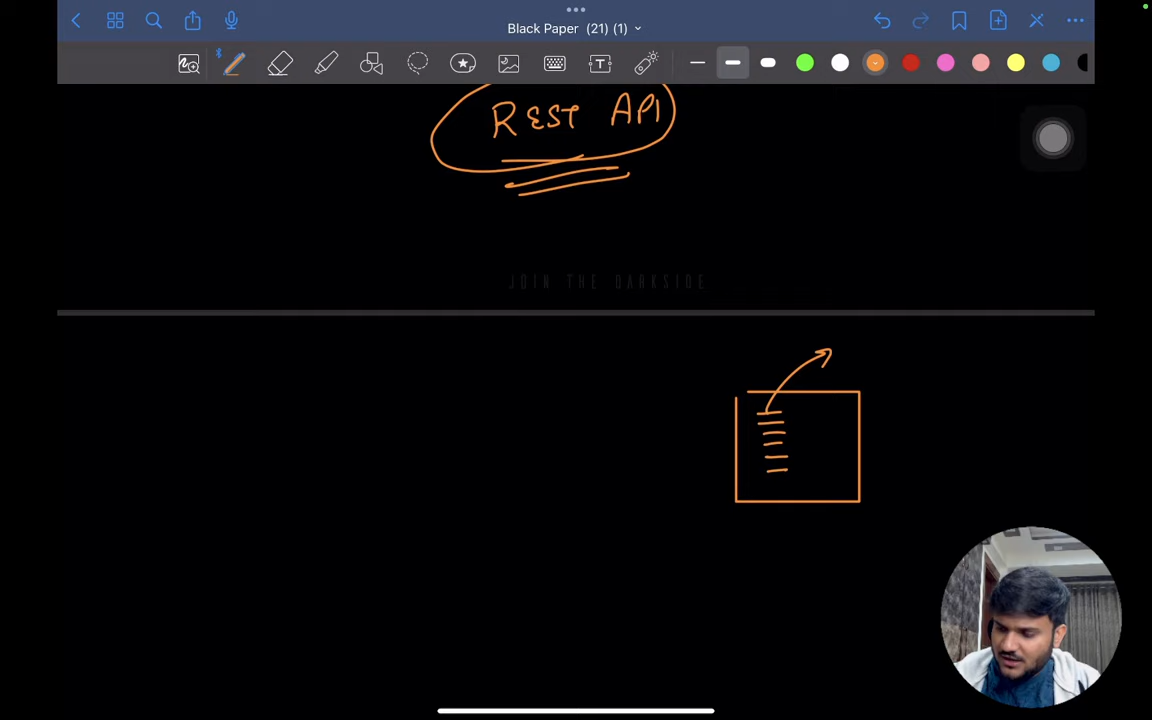 Black Paper (21) (1)
REST API
JOIN THE DARKSIDE